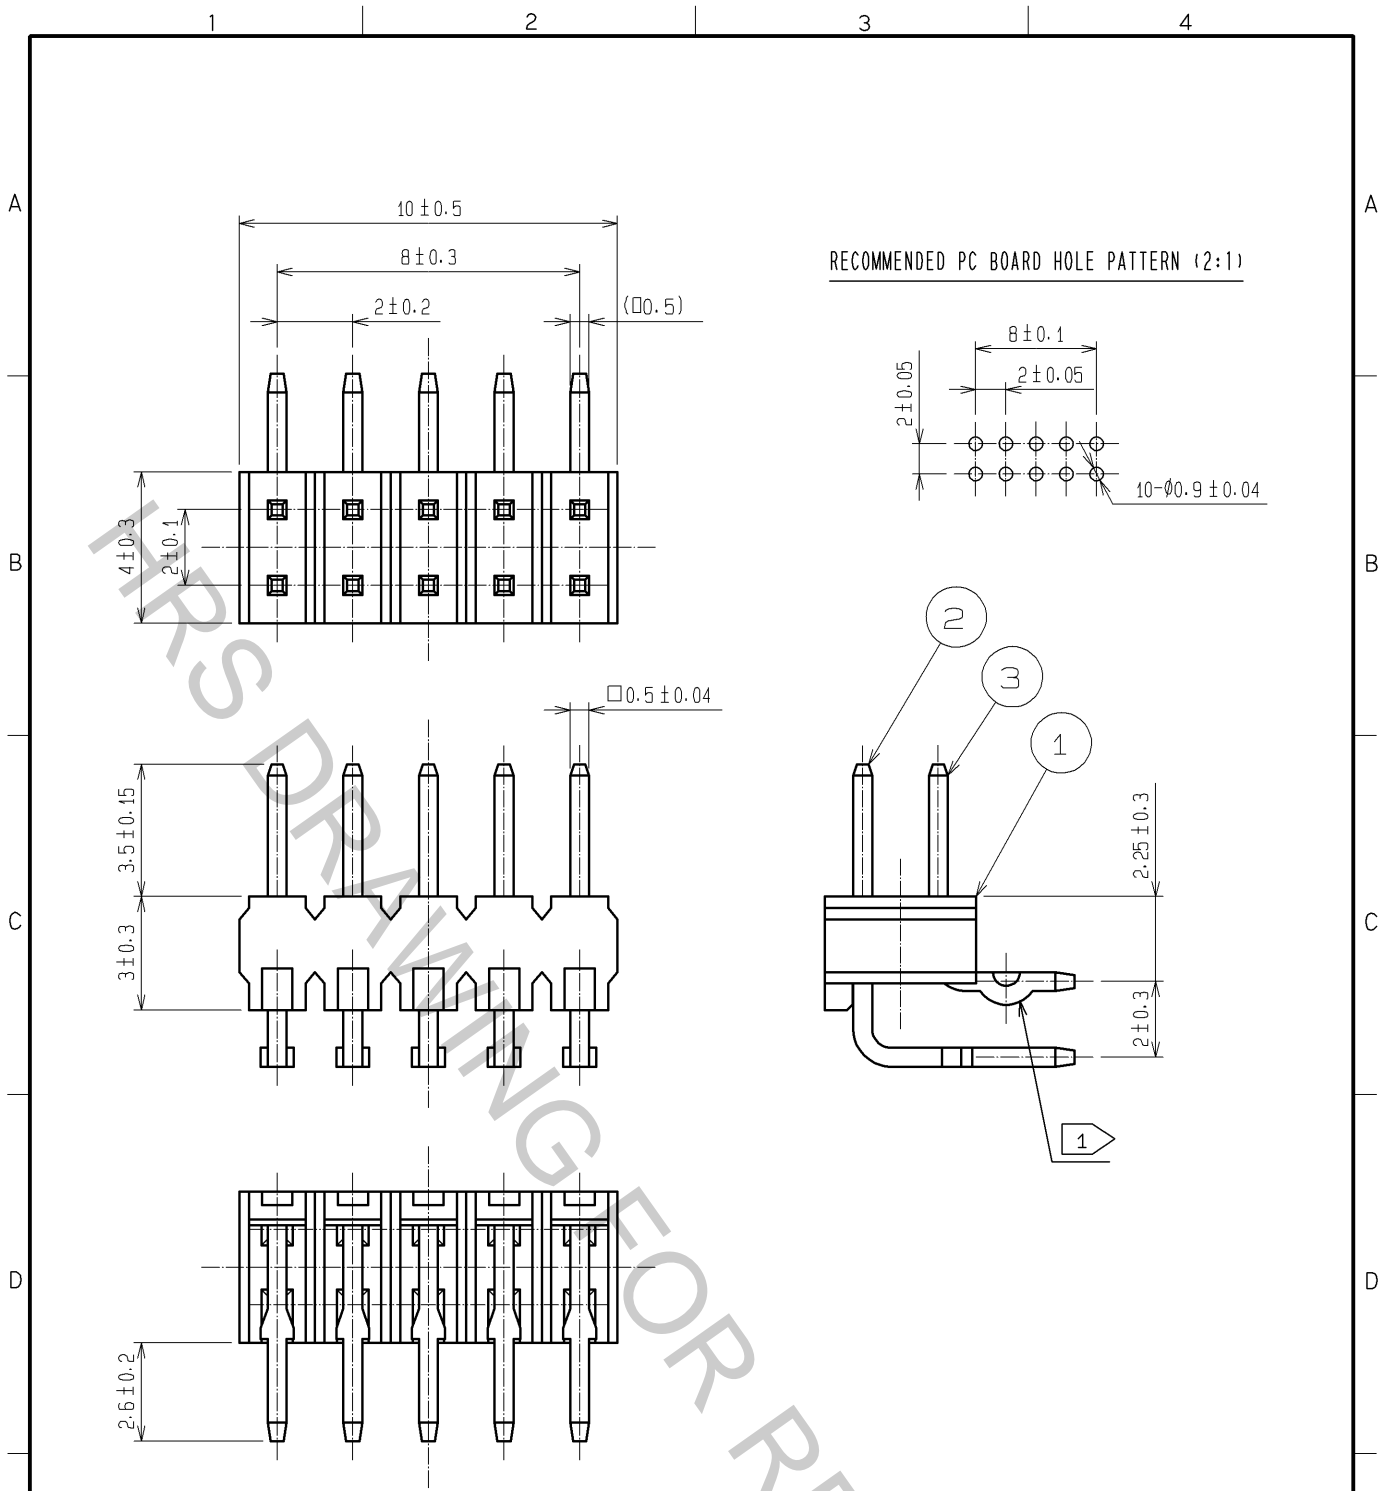 1 2 3 4
A A
10±0.5
8±0.3
2±0.2 (□0.5)
RECOMMENDED PC BOARD HOLE PATTERN (2:1)
8±0.1
2±0.05
2±0.05
10-Ø0.9±0.04
4±0.3
2±0.1
B B
2
3
1
□0.5±0.04
3.5±0.15
3±0.3
2.25±0.3
2±0.3
C C
1
D D
2.6±0.2
HRS DRAWING FOR RE